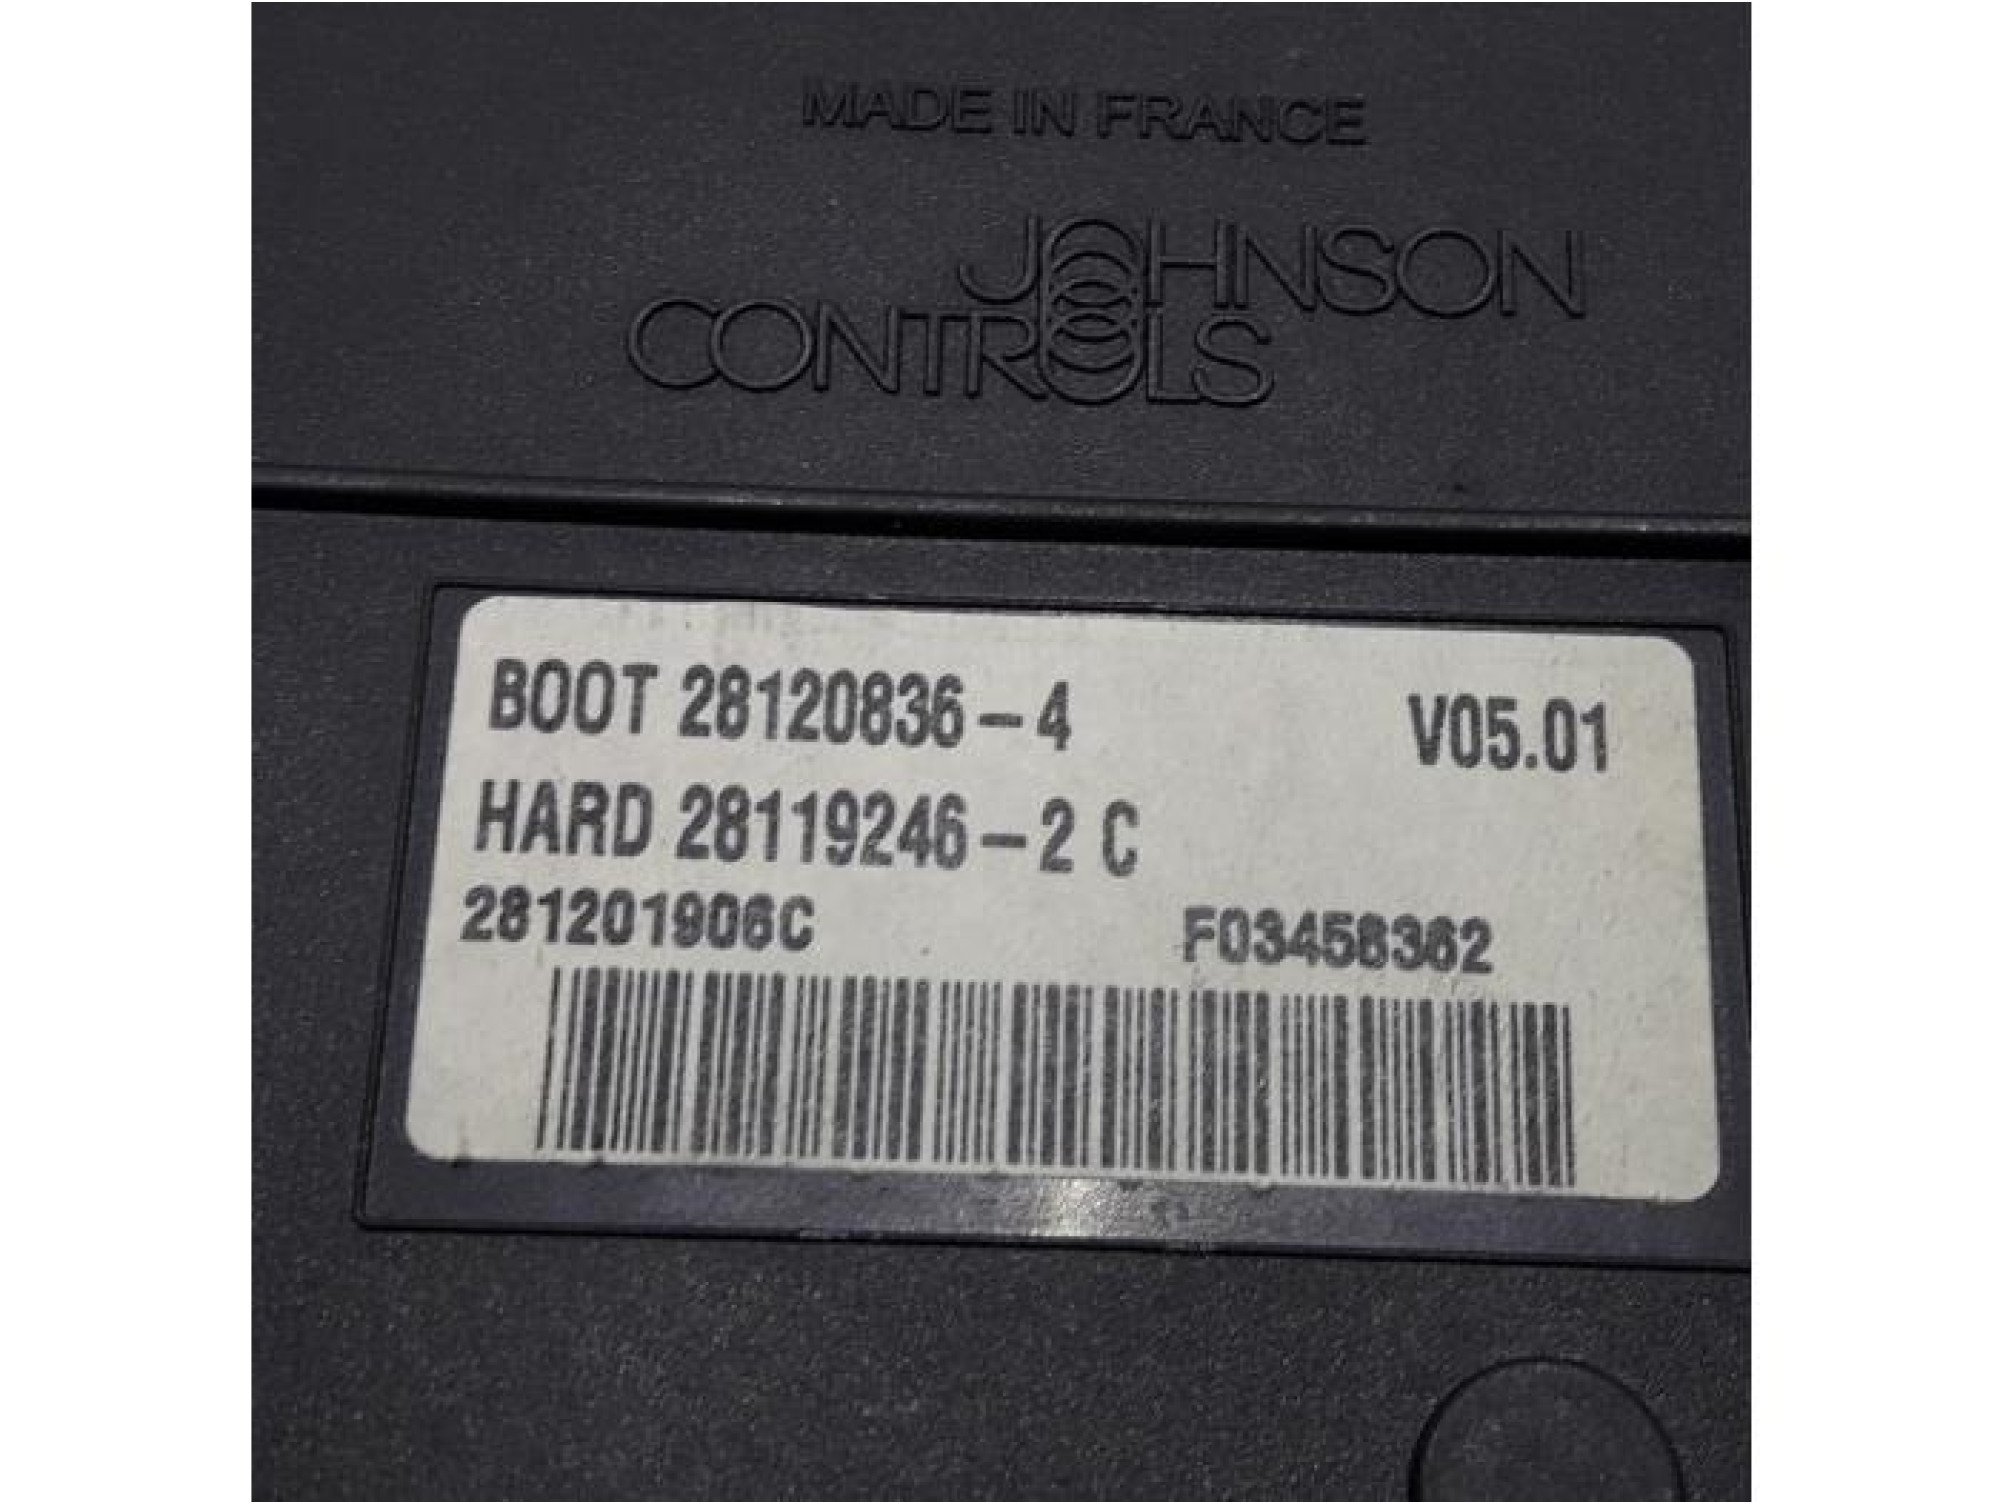 MADE IN FRANCE
JOHNSON
CONTROLS
BOOT 28120836-4 V05.01
HARD 28119246-2 C
281201906C F03458362